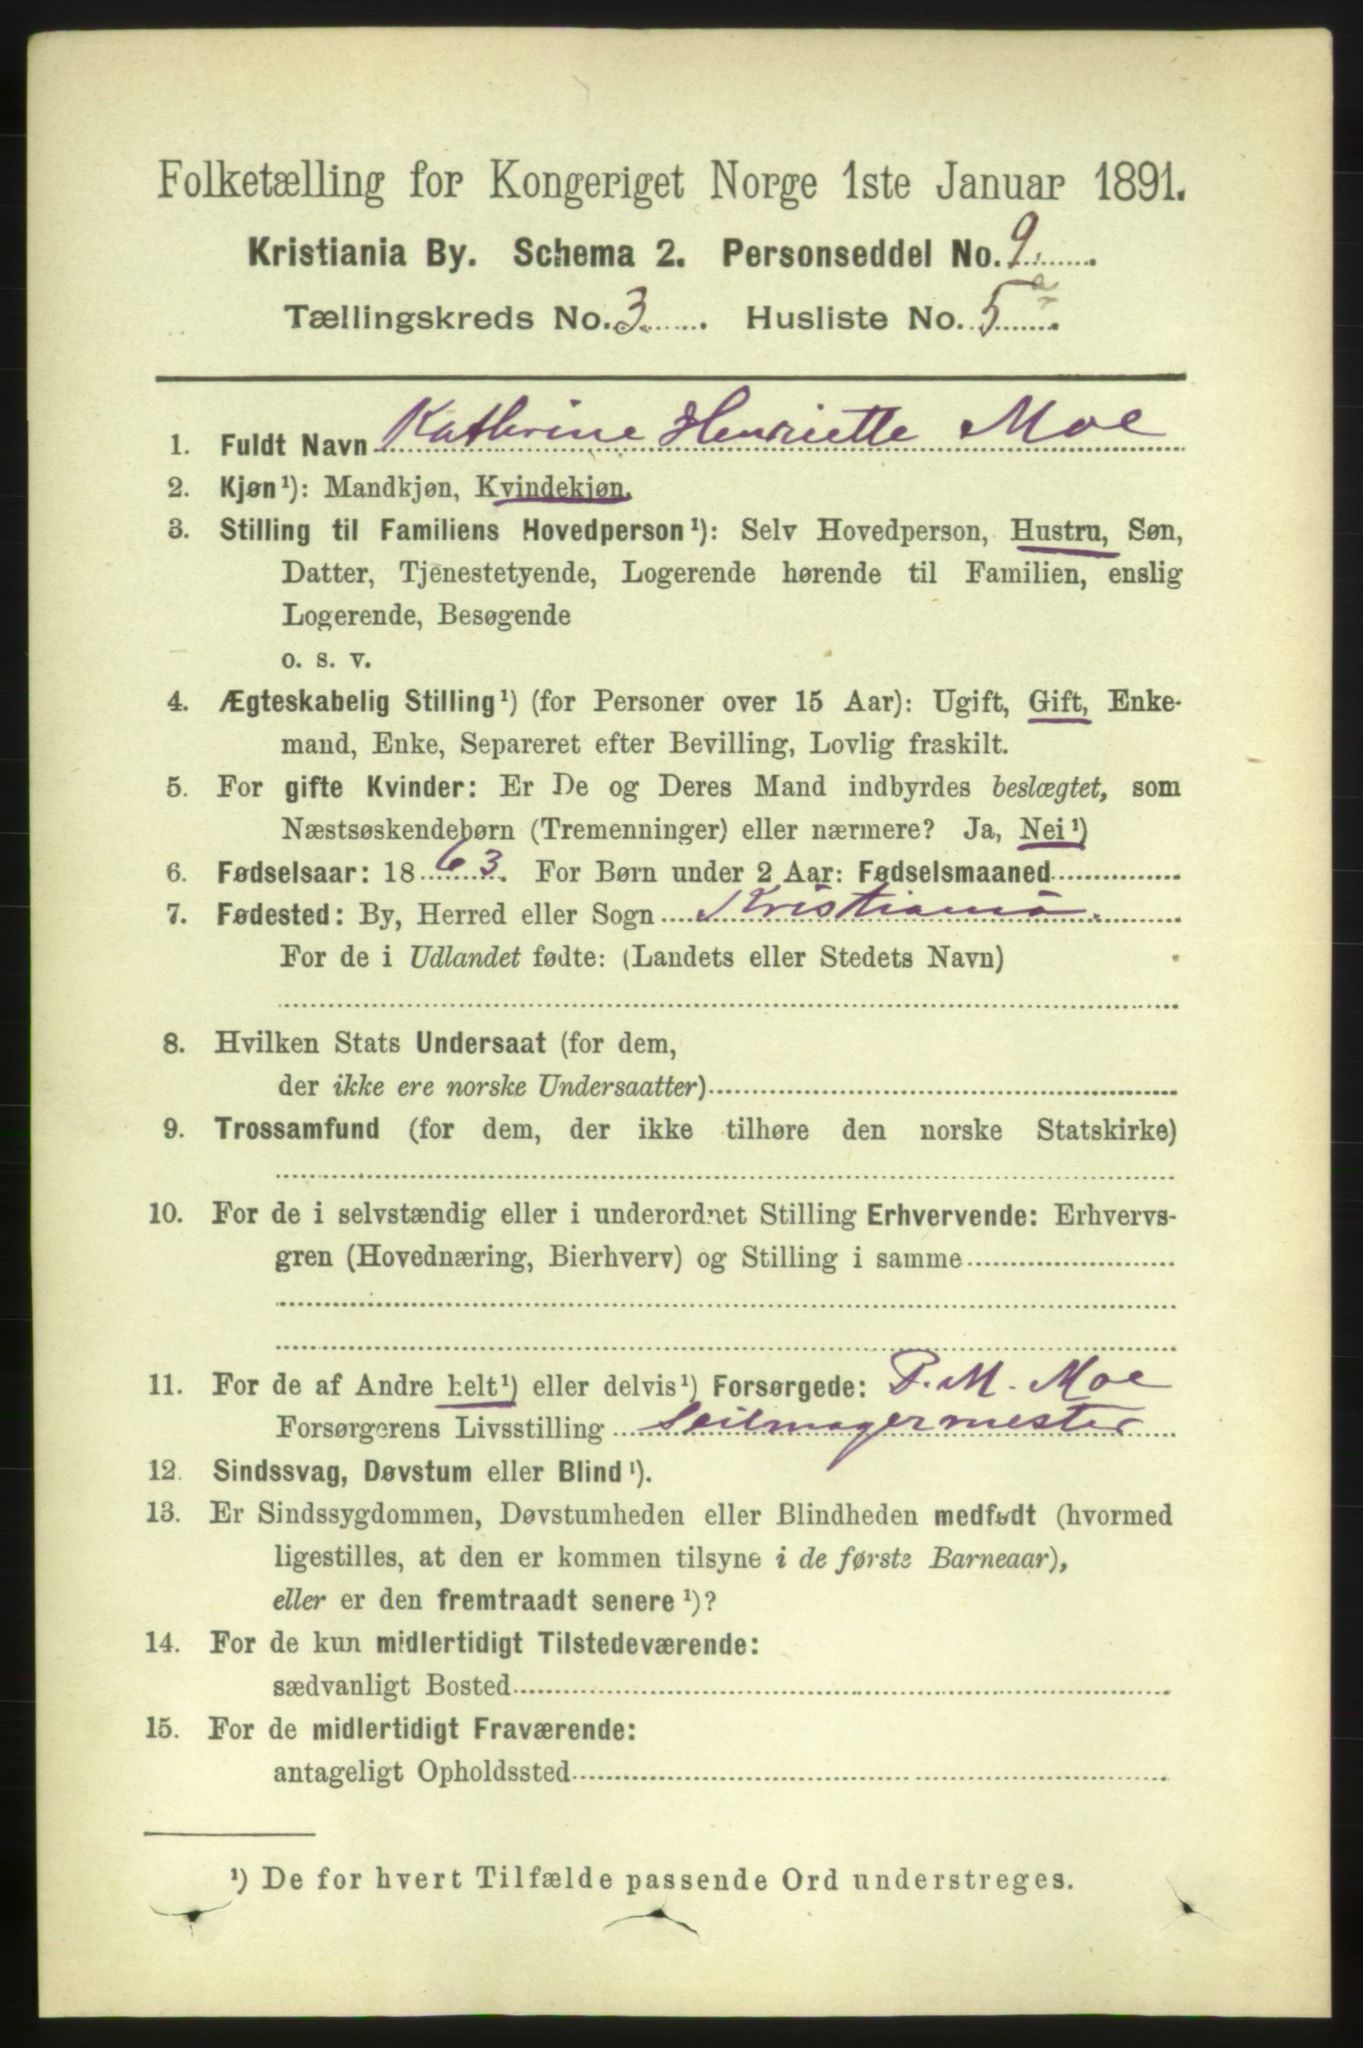 Folketælling for Kongeriget Norge 1ste Januar 1891.
Kristiania By. Schema 2. Personseddel No. 9.
Tællingskreds No. 3. Husliste No. 5 a
1. Fuldt Navn Kathrine Henriette Moe
2. Kjøn¹): Mandkjøn, Kvindekjøn.
3. Stilling til Familiens Hovedperson¹): Selv Hovedperson, Hustru, Søn,
Datter, Tjenestetyende, Logerende hørende til Familien, enslig
Logerende, Besøgende
o. s. v.
4. Ægteskabelig Stilling¹) (for Personer over 15 Aar): Ugift, Gift, Enke-
mand, Enke, Separeret efter Bevilling, Lovlig fraskilt.
5. For gifte Kvinder: Er De og Deres Mand indbyrdes beslægtet, som
Næstsøskendebørn (Tremenninger) eller nærmere? Ja, Nei¹)
6. Fødselsaar: 1863. For Børn under 2 Aar: Fødselsmaaned
7. Fødested: By, Herred eller Sogn Kristiania.
For de i Udlandet fødte: (Landets eller Stedets Navn)
8. Hvilken Stats Undersaat (for dem,
der ikke ere norske Undersaatter)
9. Trossamfund (for dem, der ikke tilhøre den norske Statskirke)
10. For de i selvstændig eller i underordnet Stilling Erhvervende: Erhvervs-
gren (Hovednæring, Bierhverv) og Stilling i samme
11. For de af Andre helt¹) eller delvis¹) Forsørgede: P. M. Moe
Forsørgerens Livsstilling Seilmagermester
12. Sindssvag, Døvstum eller Blind¹).
13. Er Sindssygdommen, Døvstumheden eller Blindheden medfødt (hvormed
ligestilles, at den er kommen tilsyne i de første Barneaar),
eller er den fremtraadt senere¹)?
14. For de kun midlertidigt Tilstedeværende:
sædvanligt Bosted
15. For de midlertidigt Fraværende:
antageligt Opholdssted
¹) De for hvert Tilfælde passende Ord understreges.